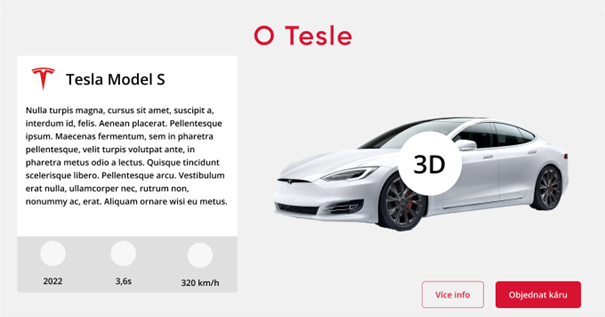 O Tesle
Tesla Model S
Nulla turpis magna, cursus sit amet, suscipit a,
interdum id, felis. Aenean placerat. Pellentesque
ipsum. Maecenas fermentum, sem in pharetra
pellentesque, velit turpis volutpat ante, in
pharetra metus odio a lectus. Quisque tincidunt
scelerisque libero. Pellentesque arcu. Vestibulum
erat nulla, ullamcorper nec, rutrum non,
nonummy ac, erat. Aliquam ornare wisi eu metus.
3D
2022
3,6s
320 km/h
Více info
Objednat káru